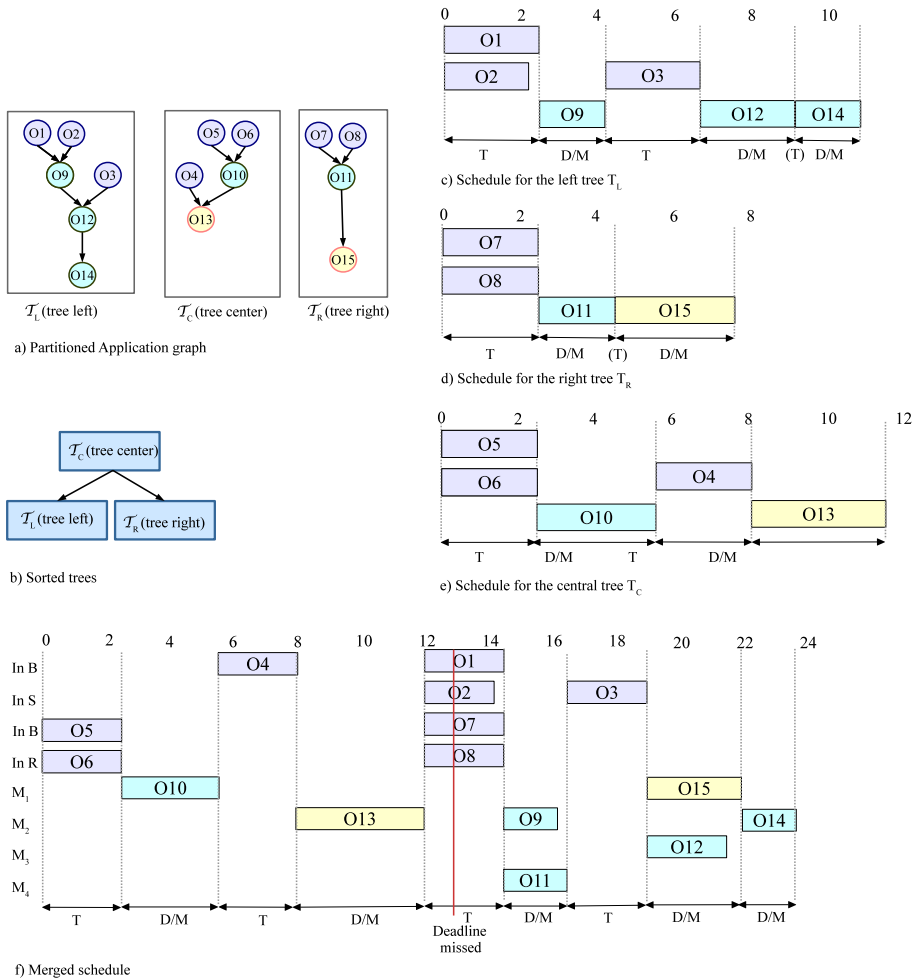 O1 O2
O9 O3
O12
O14
𝒯L (tree left)
O5 O6
O4 O10
O13
𝒯C (tree center)
O7 O8
O11
O15
𝒯R (tree right)
a) Partitioned Application graph
𝒯C (tree center)
𝒯L (tree left) 𝒯R (tree right)
b) Sorted trees
0 2 4 6 8 10
O1
O2 O3
O9 O12 O14
T D/M T D/M (T) D/M
c) Schedule for the left tree TL
0 2 4 6 8
O7
O8
O11 O15
T D/M (T) D/M
d) Schedule for the right tree TR
0 2 4 6 8 10 12
O5
O6 O4
O10 O13
T D/M T D/M
e) Schedule for the central tree TC
0 2 4 6 8 10 12 14 16 18 20 22 24
In B O4 O1
In S O2 O3
In B O5 O7
In R O6 O8
M1 O10 O15
M2 O13 O9 O14
M3 O12
M4 O11
T D/M T D/M T D/M T D/M D/M
Deadline
missed
f) Merged schedule